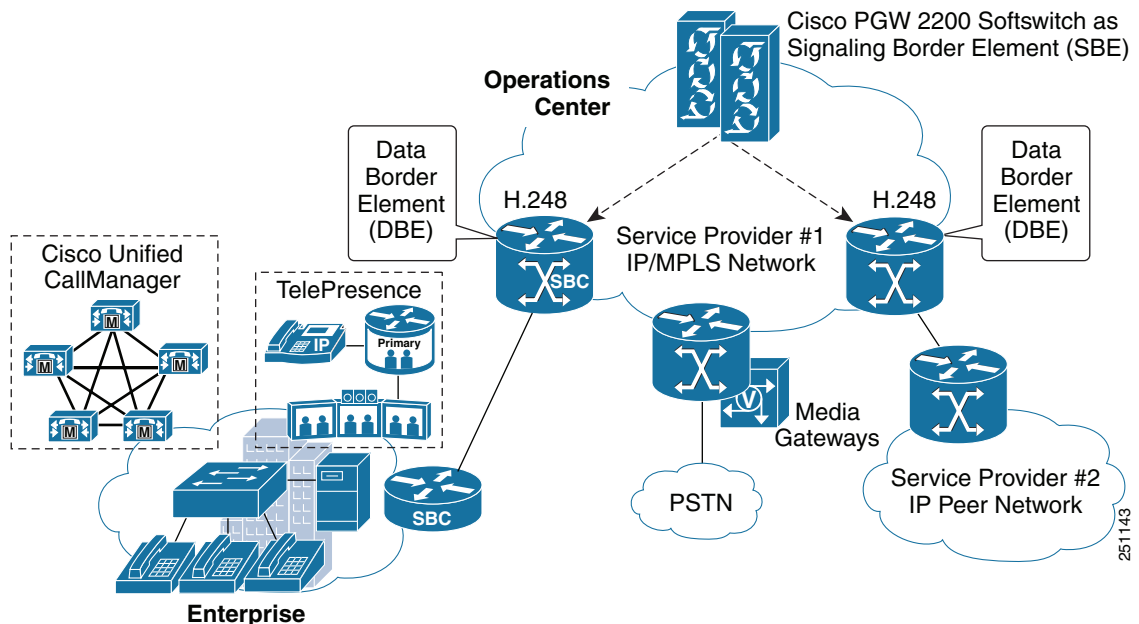 Cisco PGW 2200 Softswitch as
Signaling Border Element (SBE)
Operations
Center
Data
Border
Element
(DBE)
H.248
H.248
Data
Border
Element
(DBE)
Service Provider #1
IP/MPLS Network
SBC
Cisco Unified
CallManager
M
M
M
M
M
TelePresence
IP
Primary
V
Media
Gateways
PSTN
Service Provider #2
IP Peer Network
SBC
Enterprise
251143